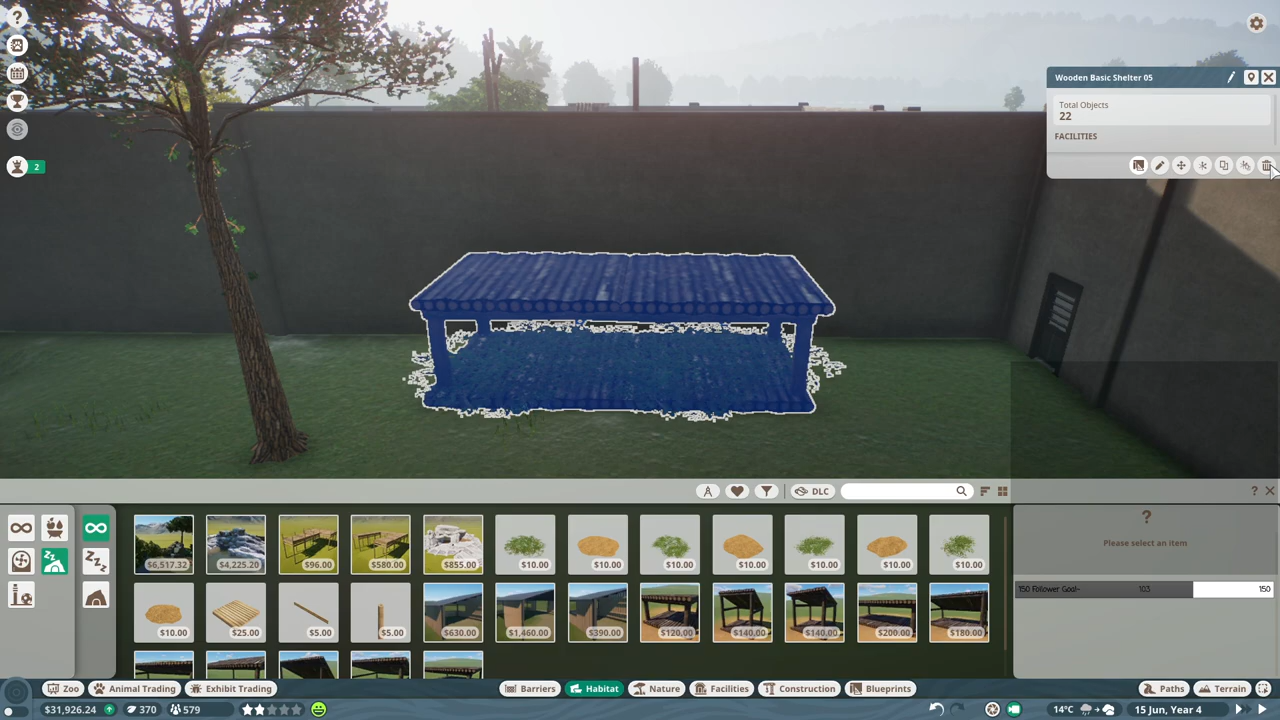 ?
Wooden Basic Shelter 05
Total Objects
22
FACILITIES
2
DLC
?
$6,517.32 $4,225.20 $96.00 $580.00 $855.00 $10.00 $10.00 $10.00 $10.00 $10.00 $10.00 $10.00
$10.00 $25.00 $5.00 $5.00 $630.00 $1,460.00 $390.00 $120.00 $140.00 $140.00 $200.00 $180.00
?
Please select an item
150 Follower Goal- 103 150
Zoo Animal Trading Exhibit Trading Barriers Habitat Nature Facilities Construction Blueprints Paths Terrain
$31,926.24 370 579 14°C 15 Jun, Year 4